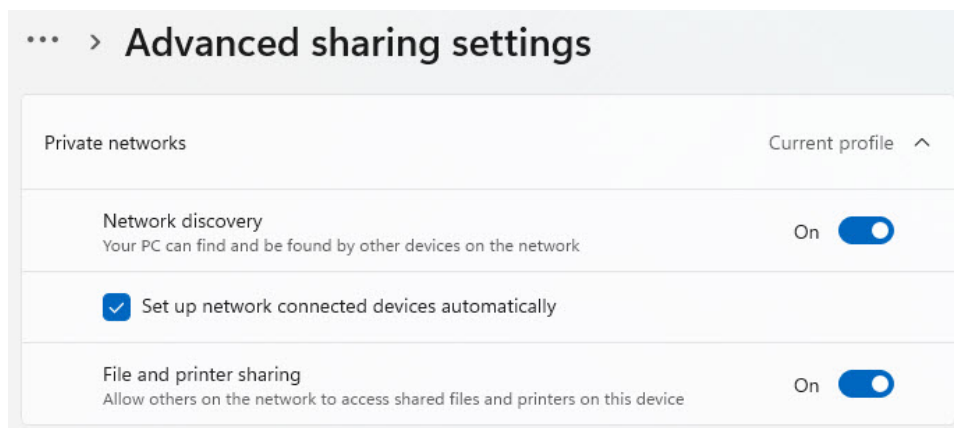 ... > Advanced sharing settings
Private networks Current profile
Network discovery
Your PC can find and be found by other devices on the network
On
Set up network connected devices automatically
File and printer sharing
Allow others on the network to access shared files and printers on this device
On